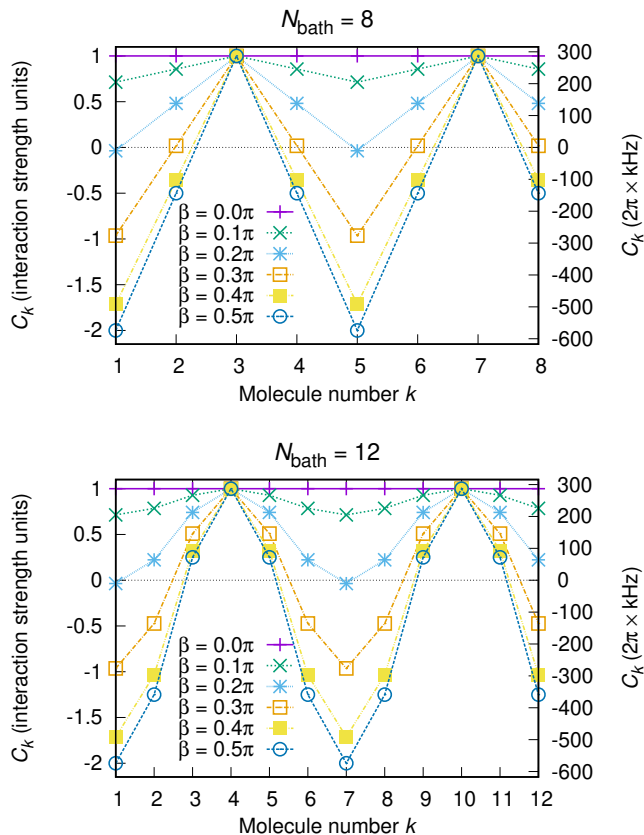 N_bath = 8
C_k (interaction strength units)
1
0.5
0
-0.5
-1
-1.5
-2
β = 0.0π
β = 0.1π
β = 0.2π
β = 0.3π
β = 0.4π
β = 0.5π
300
200
100
0
-100
-200
-300
-400
-500
-600
C_k (2π × kHz)
1 2 3 4 5 6 7 8
Molecule number k
N_bath = 12
C_k (interaction strength units)
1
0.5
0
-0.5
-1
-1.5
-2
β = 0.0π
β = 0.1π
β = 0.2π
β = 0.3π
β = 0.4π
β = 0.5π
300
200
100
0
-100
-200
-300
-400
-500
-600
C_k (2π × kHz)
1 2 3 4 5 6 7 8 9 10 11 12
Molecule number k